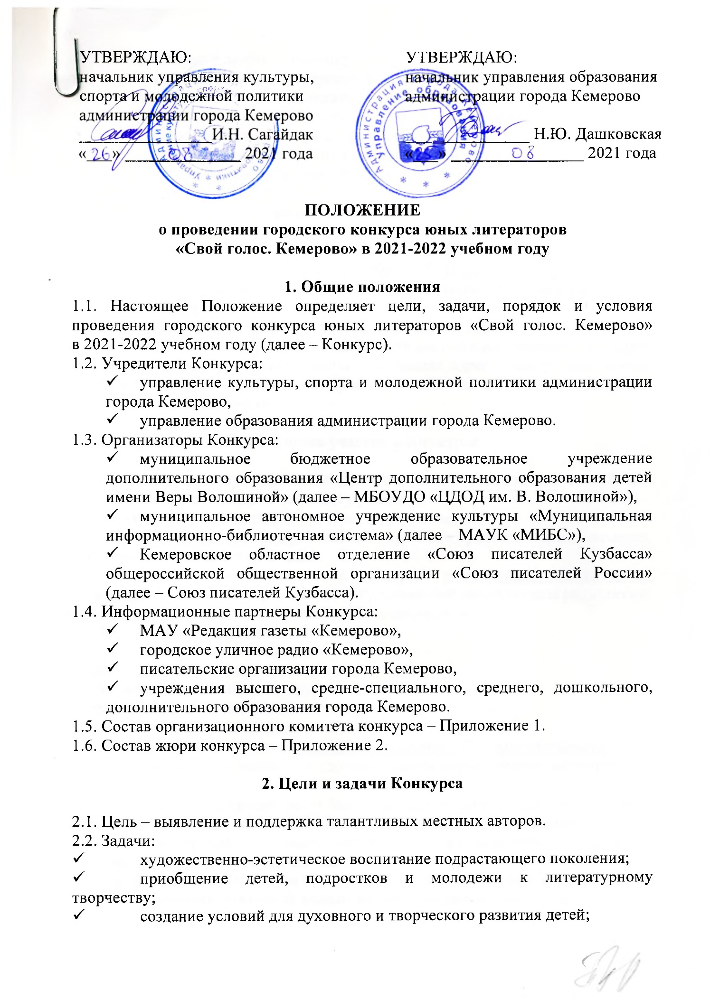 УТВЕРЖДАЮ:
начальник управления культуры,
спорта и молодежной политики
администрации города Кемерово
И.Н. Сагайдак
«26» 08 2021 года
УТВЕРЖДАЮ:
начальник управления образования
администрации города Кемерово
Н.Ю. Дашковская
08 2021 года
ПОЛОЖЕНИЕ
о проведении городского конкурса юных литераторов
«Свой голос. Кемерово» в 2021-2022 учебном году
1. Общие положения
1.1. Настоящее Положение определяет цели, задачи, порядок и условия
проведения городского конкурса юных литераторов «Свой голос. Кемерово»
в 2021-2022 учебном году (далее – Конкурс).
1.2. Учредители Конкурса:
✓ управление культуры, спорта и молодежной политики администрации
города Кемерово,
✓ управление образования администрации города Кемерово.
1.3. Организаторы Конкурса:
✓ муниципальное бюджетное образовательное учреждение
дополнительного образования «Центр дополнительного образования детей
имени Веры Волошиной» (далее – МБОУДО «ЦДОД им. В. Волошиной»),
✓ муниципальное автономное учреждение культуры «Муниципальная
информационно-библиотечная система» (далее – МАУК «МИБС»),
✓ Кемеровское областное отделение «Союз писателей Кузбасса»
общероссийской общественной организации «Союз писателей России»
(далее – Союз писателей Кузбасса).
1.4. Информационные партнеры Конкурса:
✓ МАУ «Редакция газеты «Кемерово»,
✓ городское уличное радио «Кемерово»,
✓ писательские организации города Кемерово,
✓ учреждения высшего, средне-специального, среднего, дошкольного,
дополнительного образования города Кемерово.
1.5. Состав организационного комитета конкурса – Приложение 1.
1.6. Состав жюри конкурса – Приложение 2.
2. Цели и задачи Конкурса
2.1. Цель – выявление и поддержка талантливых местных авторов.
2.2. Задачи:
✓ художественно-эстетическое воспитание подрастающего поколения;
✓ приобщение детей, подростков и молодежи к литературному
творчеству;
✓ создание условий для духовного и творческого развития детей;